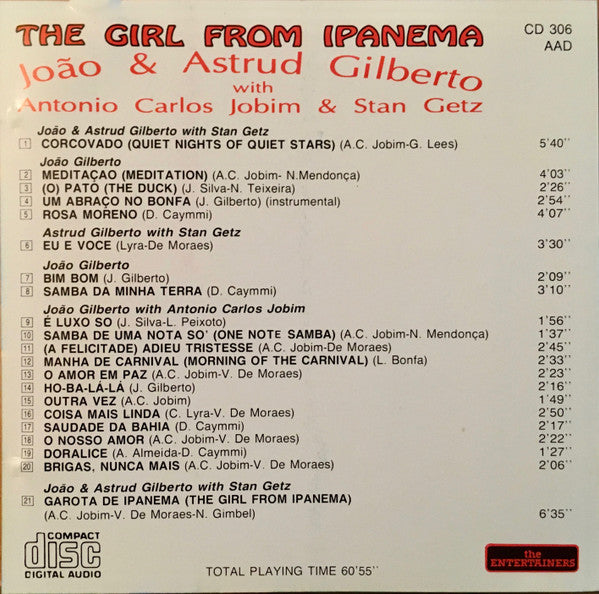 THE GIRL FROM IPANEMA
CD 306
AAD
João & Astrud Gilberto
with
Antonio Carlos Jobim & Stan Getz
João & Astrud Gilberto with Stan Getz
1 CORCOVADO (QUIET NIGHTS OF QUIET STARS) (A.C. Jobim-G. Lees) 5'40''
João Gilberto
2 MEDITAÇAO (MEDITATION) (A.C. Jobim- N.Mendonça) 4'03''
3 (O) PATÒ (THE DUCK) (J. Silva-N. Teixeira) 2'26''
4 UM ABRAÇO NO BONFA (J. Gilberto) (instrumental) 2'54''
5 ROSA MORENO (D. Caymmi) 4'07''
Astrud Gilberto with Stan Getz
6 EU E VOCE (Lyra-De Moraes) 3'30''
João Gilberto
7 BIM BOM (J. Gilberto) 2'09''
8 SAMBA DA MINHA TERRA (D. Caymmi) 3'10''
João Gilberto with Antonio Carlos Jobim
9 É LUXO SO (J. Silva-L. Peixoto) 1'56''
10 SAMBA DE UMA NOTA SO' (ONE NOTE SAMBA) (A.C. Jobim-N. Mendonça) 1'37''
11 (A FELICITADE) ADIEU TRISTESSE (A.C. Jobim-De Moraes) 2'45''
12 MANHA DE CARNIVAL (MORNING OF THE CARNIVAL) (L. Bonfa) 2'33''
13 O AMOR EM PAZ (A.C. Jobim-V. De Moraes) 2'23''
14 HO-BA-LÁ-LÁ (J. Gilberto) 2'16''
15 OUTRA VEZ (A.C. Jobim) 1'49''
16 COISA MAIS LINDA (C. Lyra-V. De Moraes) 2'50''
17 SAUDADE DA BAHIA (D. Caymmi) 2'17''
18 O NOSSO AMOR (A.C. Jobim-V. De Moraes) 2'22''
19 DORALICE (A. Almeida-D. Caymmi) 1'27''
20 BRIGAS, NUNCA MAIS (A.C. Jobim-V. De Moraes) 2'06''
João & Astrud Gilberto with Stan Getz
21 GAROTA DE IPANEMA (THE GIRL FROM IPANEMA)
(A.C. Jobim-V. De Moraes-N. Gimbel) 6'35''
COMPACT
disc
DIGITAL AUDIO
TOTAL PLAYING TIME 60'55''
the
ENTERTAINERS